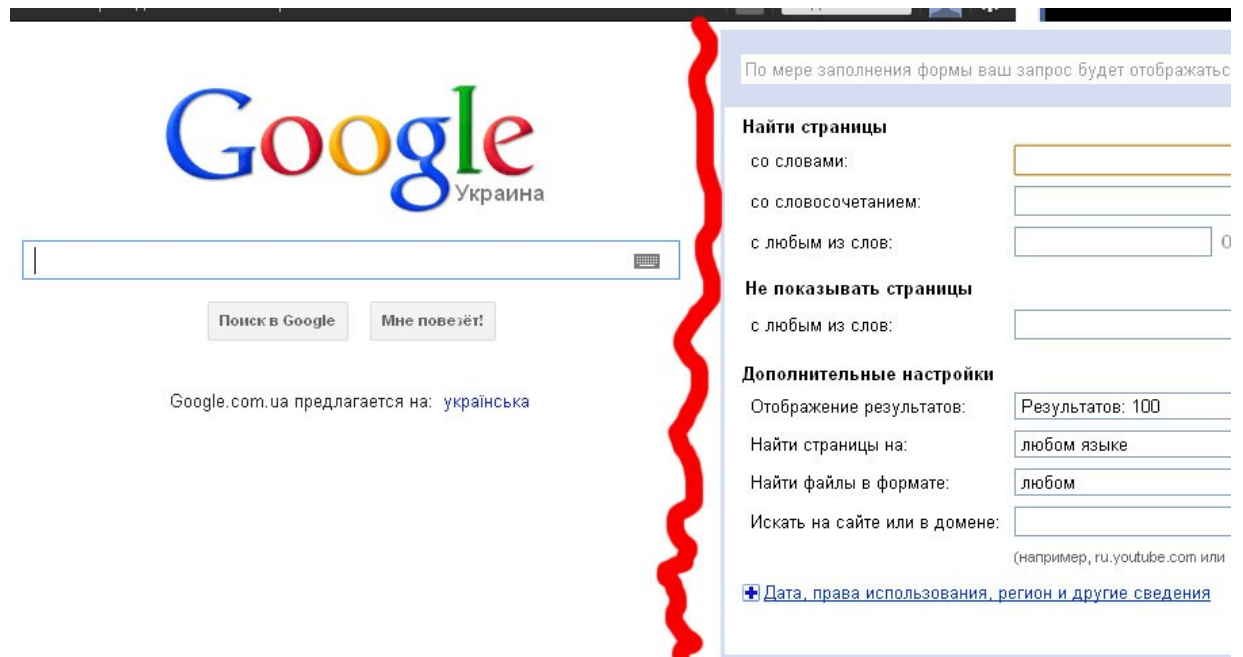 Google
Украина
Поиск в Google
Мне повезёт!
Google.com.ua предлагается на: українська
По мере заполнения формы ваш запрос будет отображатьс
Найти страницы
со словами:
со словосочетанием:
с любым из слов:
Не показывать страницы
с любым из слов:
Дополнительные настройки
Отображение результатов: Результатов: 100
Найти страницы на: любом языке
Найти файлы в формате: любом
Искать на сайте или в домене:
(например, ru.youtube.com или
Дата, права использования, регион и другие сведения